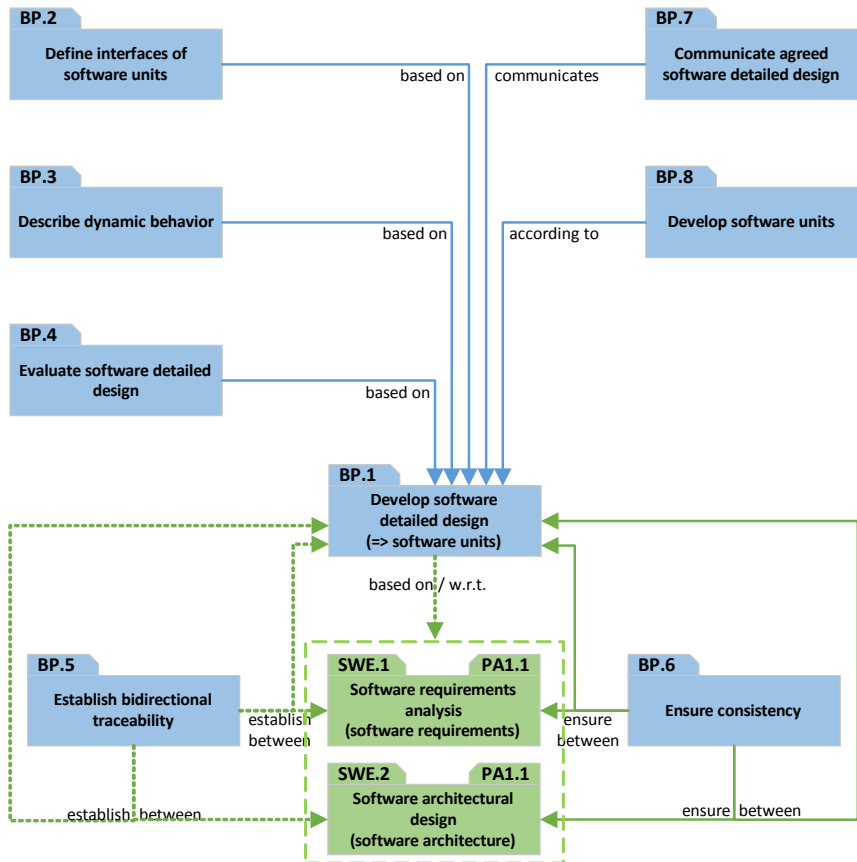 BP.2
Define interfaces of
software units
based on
BP.7
Communicate agreed
software detailed design
communicates
BP.3
Describe dynamic behavior
based on
BP.8
Develop software units
according to
BP.4
Evaluate software detailed
design
based on
BP.1
Develop software
detailed design
(=> software units)
based on / w.r.t.
BP.5
Establish bidirectional
traceability
establish
between
SWE.1 PA1.1
Software requirements
analysis
(software requirements)
ensure
between
BP.6
Ensure consistency
establish between
SWE.2 PA1.1
Software architectural
design
(software architecture)
ensure between